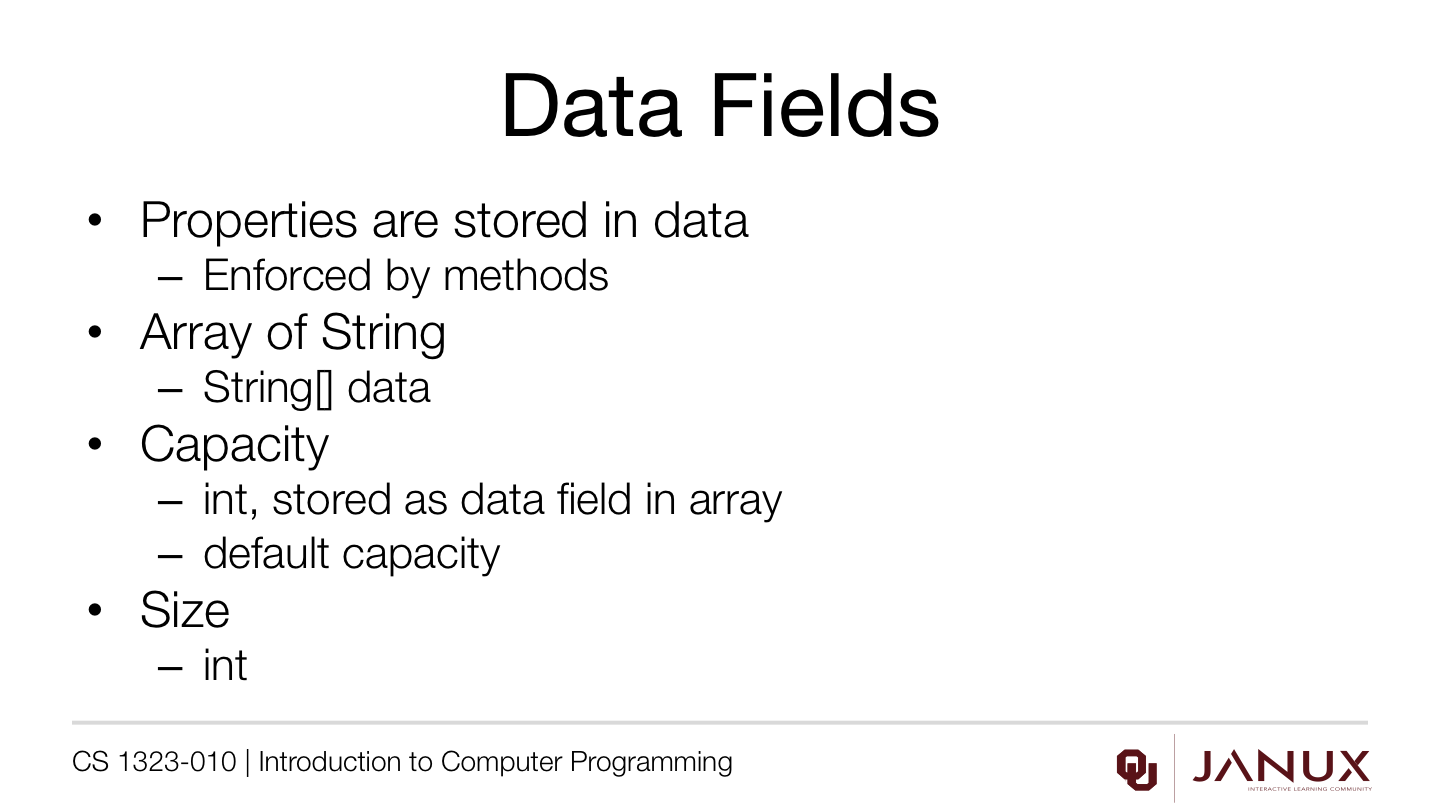 Data Fields
• Properties are stored in data
– Enforced by methods
• Array of String
– String[] data
• Capacity
– int, stored as data field in array
– default capacity
• Size
– int
CS 1323-010 | Introduction to Computer Programming
OU
JANUX
INTERACTIVE LEARNING COMMUNITY